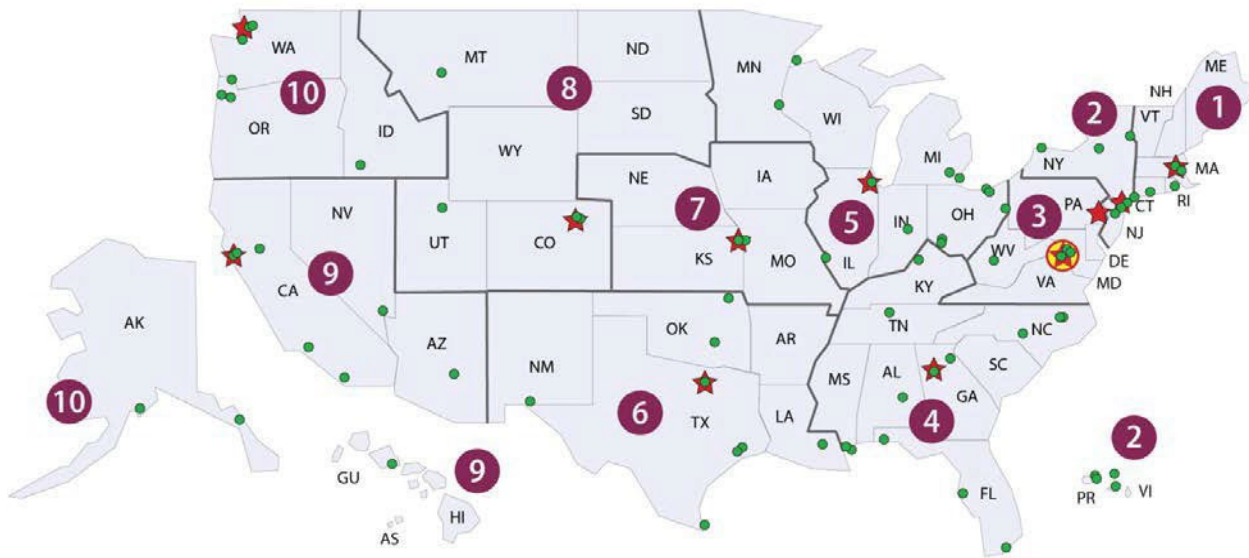 WA
MT
ND
MN
ME
NH
VT
10
8
2
1
OR
ID
SD
WI
MI
NY
MA
WY
NE
IA
PA
CT
RI
7
5
3
NV
UT
CO
KS
MO
IL
IN
OH
WV
NJ
DE
MD
VA
CA
9
KY
AK
AZ
NM
OK
AR
TN
NC
SC
MS
AL
GA
10
6
TX
LA
4
2
GU
9
FL
PR
VI
HI
AS